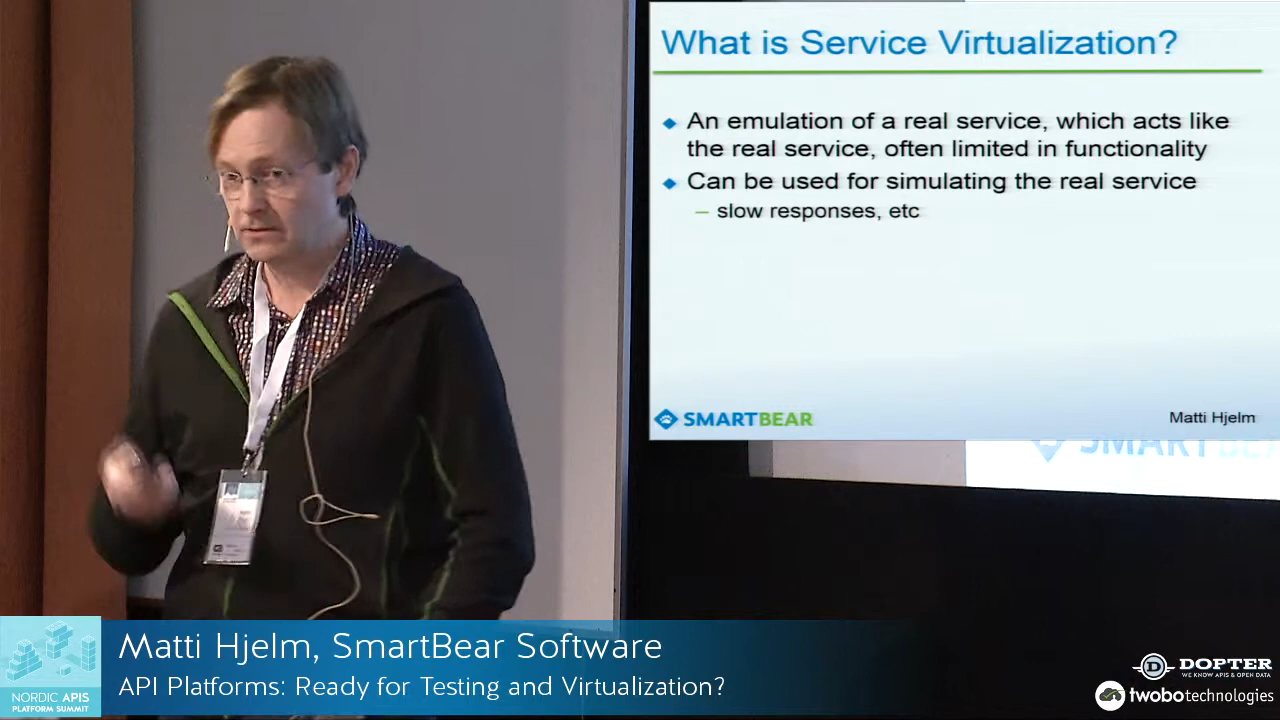 What is Service Virtualization?
An emulation of a real service, which acts like
the real service, often limited in functionality
Can be used for simulating the real service
– slow responses, etc
SMARTBEAR
Matti Hjelm
SMARTBEA
Matti Hjelm, SmartBear Software
API Platforms: Ready for Testing and Virtualization?
NORDIC APIS
PLATFORM SUMMIT
DOPTER
WE KNOW APIS & OPEN DATA
twobotechnologies